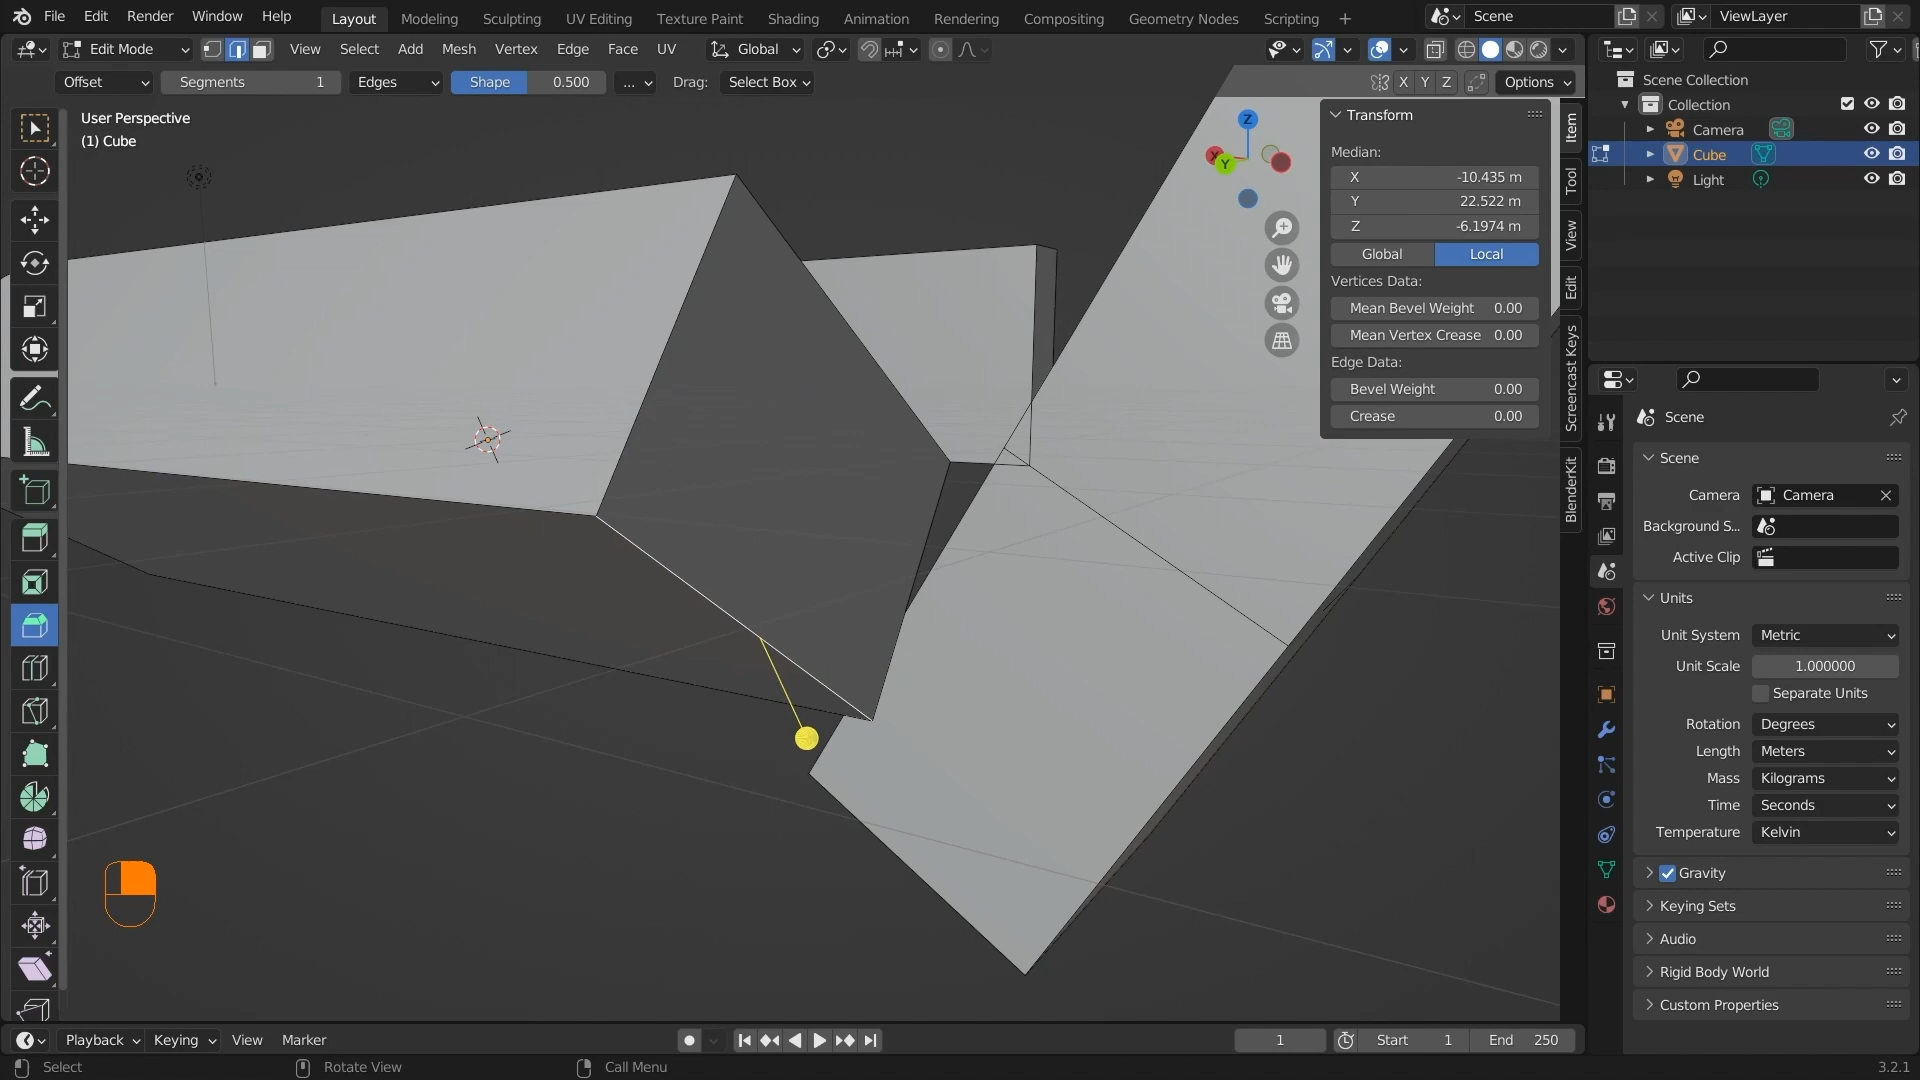 File Edit Render Window Help Layout Modeling Sculpting UV Editing Texture Paint Shading Animation Rendering Compositing Geometry Nodes Scripting + Scene ViewLayer
Edit Mode View Select Add Mesh Vertex Edge Face UV Global
Offset Segments 1 Edges Shape 0.500 ... Drag: Select Box X Y Z Options
User Perspective
(1) Cube
Z
X
Y
Transform
Median:
X -10.435 m
Y 22.522 m
Z -6.1974 m
Global Local
Vertices Data:
Mean Bevel Weight 0.00
Mean Vertex Crease 0.00
Edge Data:
Bevel Weight 0.00
Crease 0.00
Item
Tool
View
Edit
Screencast Keys
BlenderKit
Scene Collection
Collection
Camera
Cube
Light
Scene
Scene
Camera Camera
Background S...
Active Clip
Units
Unit System Metric
Unit Scale 1.000000
Separate Units
Rotation Degrees
Length Meters
Mass Kilograms
Time Seconds
Temperature Kelvin
Gravity
Keying Sets
Audio
Rigid Body World
Custom Properties
Playback Keying View Marker 1 Start 1 End 250
Select Rotate View Call Menu 3.2.1